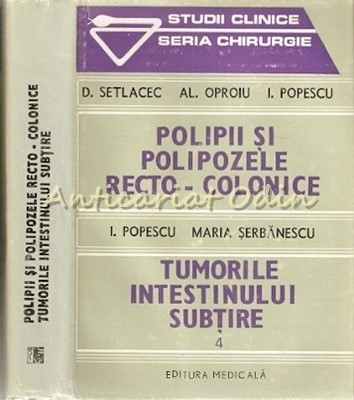 POLIPII ȘI POLIPOZELE RECTO - COLONICE
TUMORILE INTESTINULUI SUBȚIRE
STUDII CLINICE
SERIA CHIRURGIE
D. SETLACEC AL. OPROIU I. POPESCU
POLIPII ȘI
POLIPOZELE
RECTO - COLONICE
Anticariat Odin
I. POPESCU MARIA ȘERBĂNESCU
TUMORILE
INTESTINULUI
SUBȚIRE
4
EDITURA MEDICALĂ